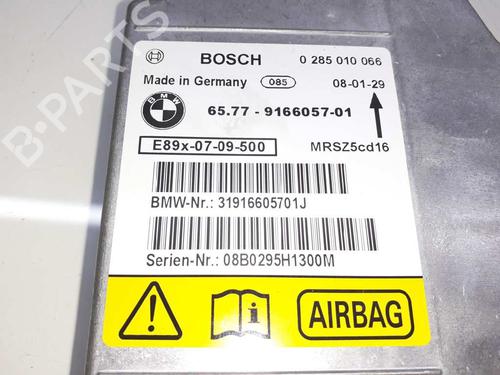 BOSCH 0 285 010 066
Made in Germany 085 08-01-29
BMW 65.77 - 9166057-01
E89x-07-09-500 MRSZ5cd16
BMW-Nr.: 31916605701J
Serien-Nr.: 08B0295H1300M
AIRBAG
B-PARTS